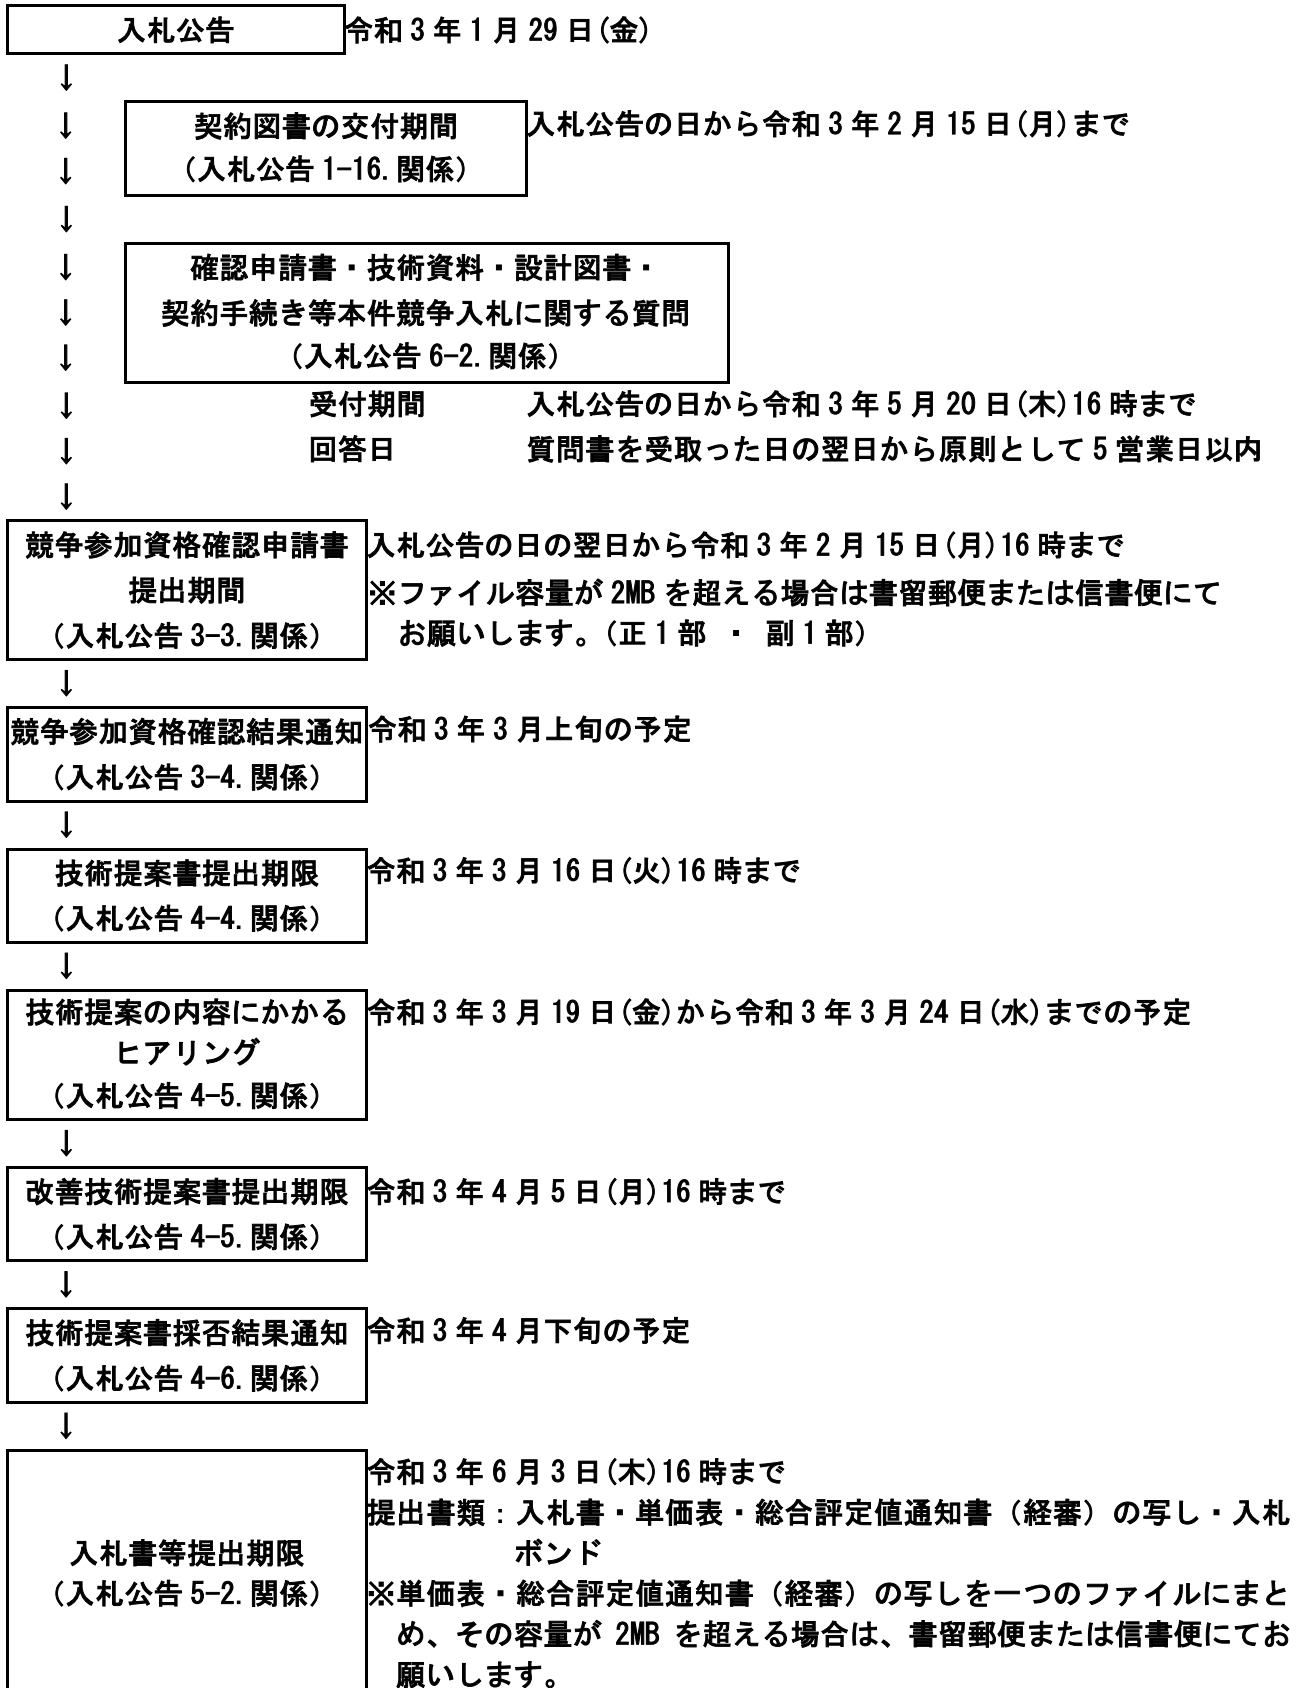 入札公告 令和3年1月29日(金)
↓
↓ 契約図書の交付期間 入札公告の日から令和3年2月15日(月)まで
↓ (入札公告1-16.関係)
↓
↓ 確認申請書・技術資料・設計図書・
↓ 契約手続き等本件競争入札に関する質問
↓ (入札公告6-2.関係)
↓ 受付期間 入札公告の日から令和3年5月20日(木)16時まで
↓ 回答日 質問書を受取った日の翌日から原則として5営業日以内
↓
競争参加資格確認申請書 入札公告の日の翌日から令和3年2月15日(月)16時まで
提出期間 ※ファイル容量が2MBを超える場合は書留郵便または信書便にて
(入札公告3-3.関係) お願いします。(正1部 ・ 副1部)
↓
競争参加資格確認結果通知 令和3年3月上旬の予定
(入札公告3-4.関係)
↓
技術提案書提出期限 令和3年3月16日(火)16時まで
(入札公告4-4.関係)
↓
技術提案の内容にかかる 令和3年3月19日(金)から令和3年3月24日(水)までの予定
ヒアリング
(入札公告4-5.関係)
↓
改善技術提案書提出期限 令和3年4月5日(月)16時まで
(入札公告4-5.関係)
↓
技術提案書採否結果通知 令和3年4月下旬の予定
(入札公告4-6.関係)
↓
令和3年6月3日(木)16時まで
提出書類：入札書・単価表・総合評定値通知書（経審）の写し・入札
入札書等提出期限 ボンド
(入札公告5-2.関係) ※単価表・総合評定値通知書（経審）の写しを一つのファイルにまと
め、その容量が 2MB を超える場合は、書留郵便または信書便にてお
願いします。